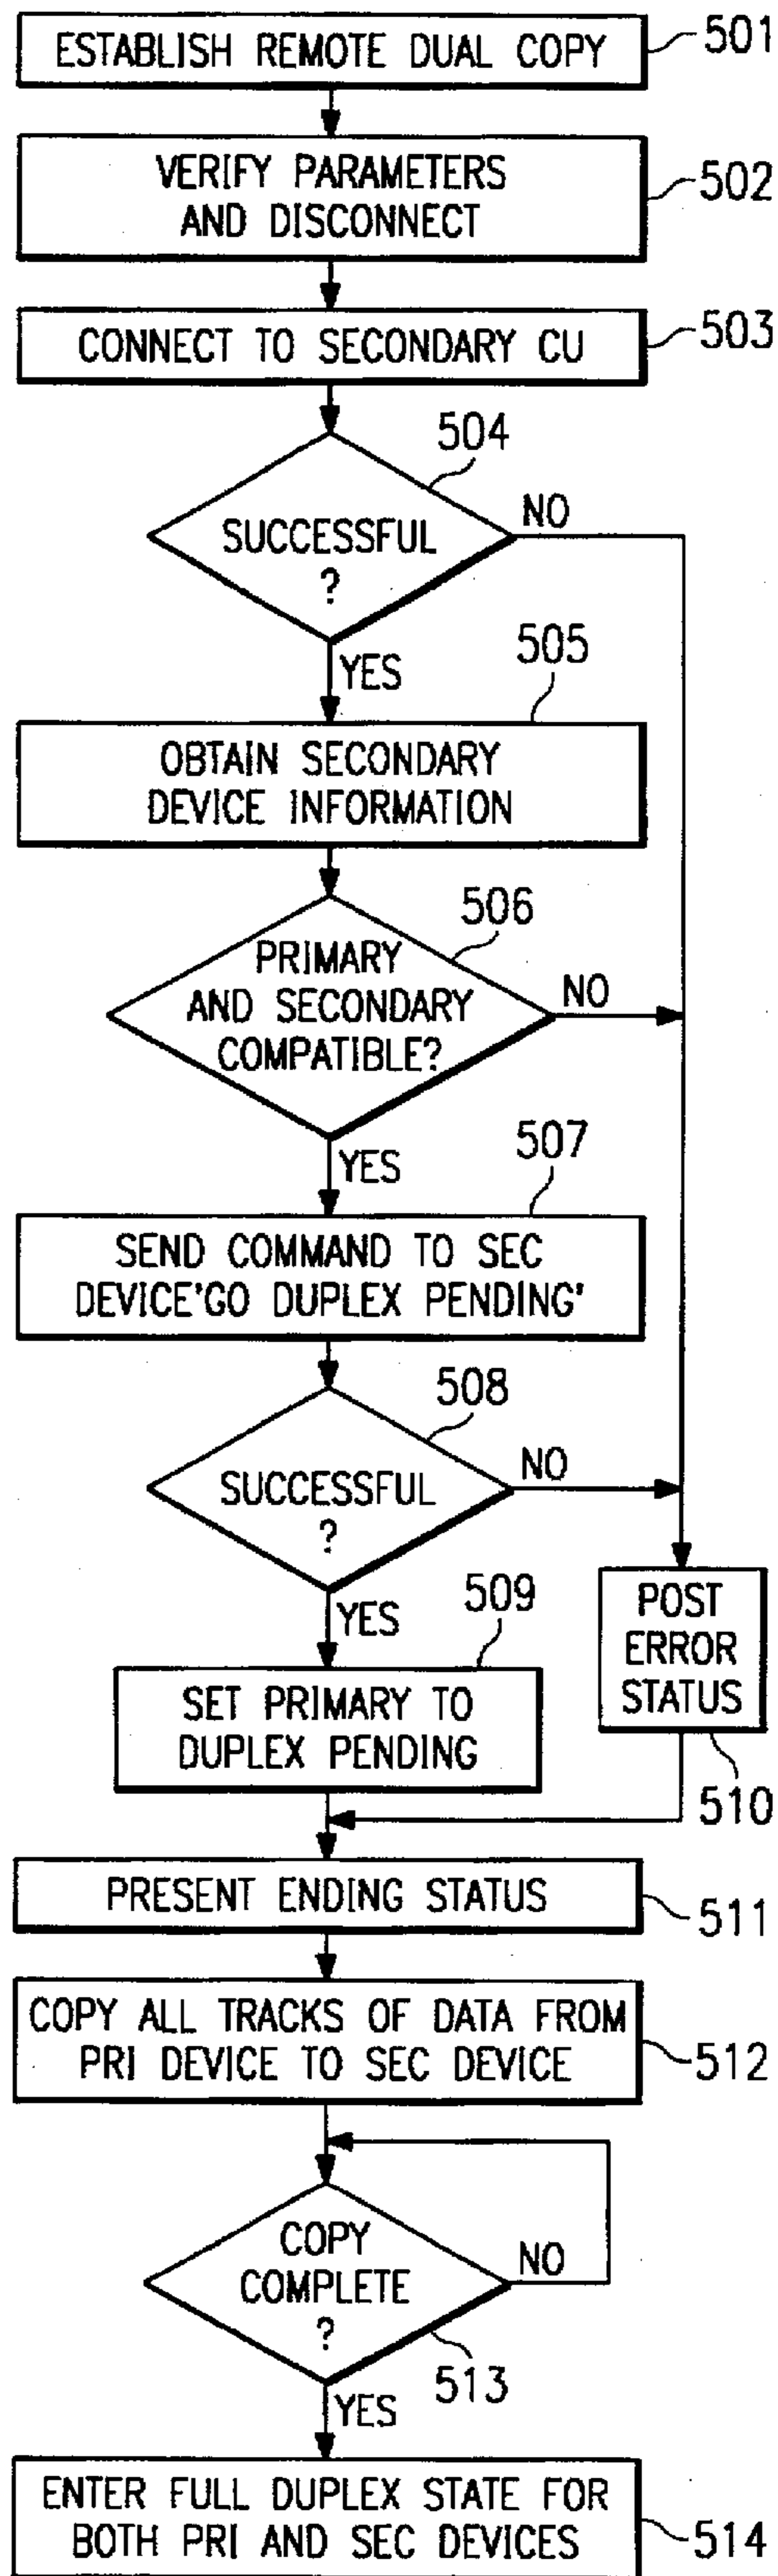 ESTABLISH REMOTE DUAL COPY
501
VERIFY PARAMETERS
AND DISCONNECT
502
CONNECT TO SECONDARY CU
503
504
SUCCESSFUL
?
NO
YES
505
OBTAIN SECONDARY
DEVICE INFORMATION
506
PRIMARY
AND SECONDARY
COMPATIBLE?
NO
YES
507
SEND COMMAND TO SEC
DEVICE'GO DUPLEX PENDING'
508
SUCCESSFUL
?
NO
YES
509
SET PRIMARY TO
DUPLEX PENDING
POST
ERROR
STATUS
510
PRESENT ENDING STATUS
511
COPY ALL TRACKS OF DATA FROM
PRI DEVICE TO SEC DEVICE
512
COPY
COMPLETE
?
NO
513
YES
ENTER FULL DUPLEX STATE FOR
BOTH PRI AND SEC DEVICES
514